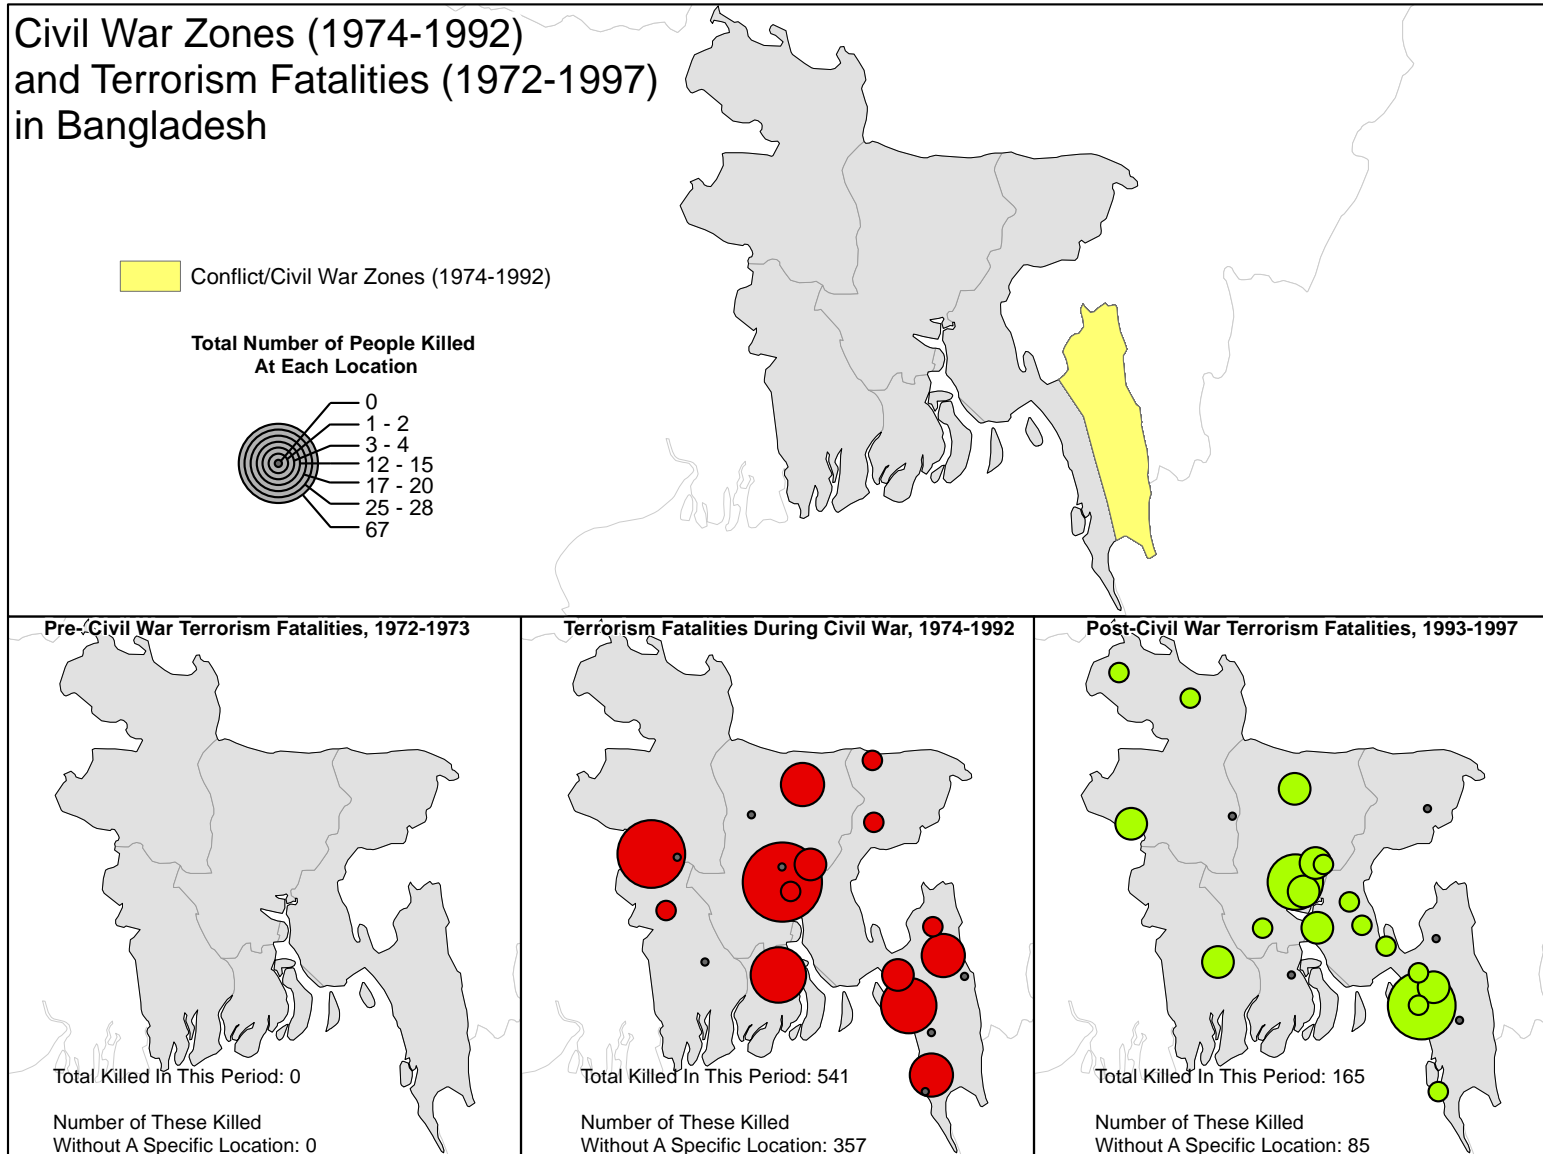 Civil War Zones (1974-1992)
and Terrorism Fatalities (1972-1997)
in Bangladesh
Conflict/Civil War Zones (1974-1992)
Total Number of People Killed
At Each Location
0
1 - 2
3 - 4
12 - 15
17 - 20
25 - 28
67
Pre-Civil War Terrorism Fatalities, 1972-1973
Total Killed In This Period: 0
Number of These Killed
Without A Specific Location: 0
Terrorism Fatalities During Civil War, 1974-1992
Total Killed In This Period: 541
Number of These Killed
Without A Specific Location: 357
Post-Civil War Terrorism Fatalities, 1993-1997
Total Killed In This Period: 165
Number of These Killed
Without A Specific Location: 85